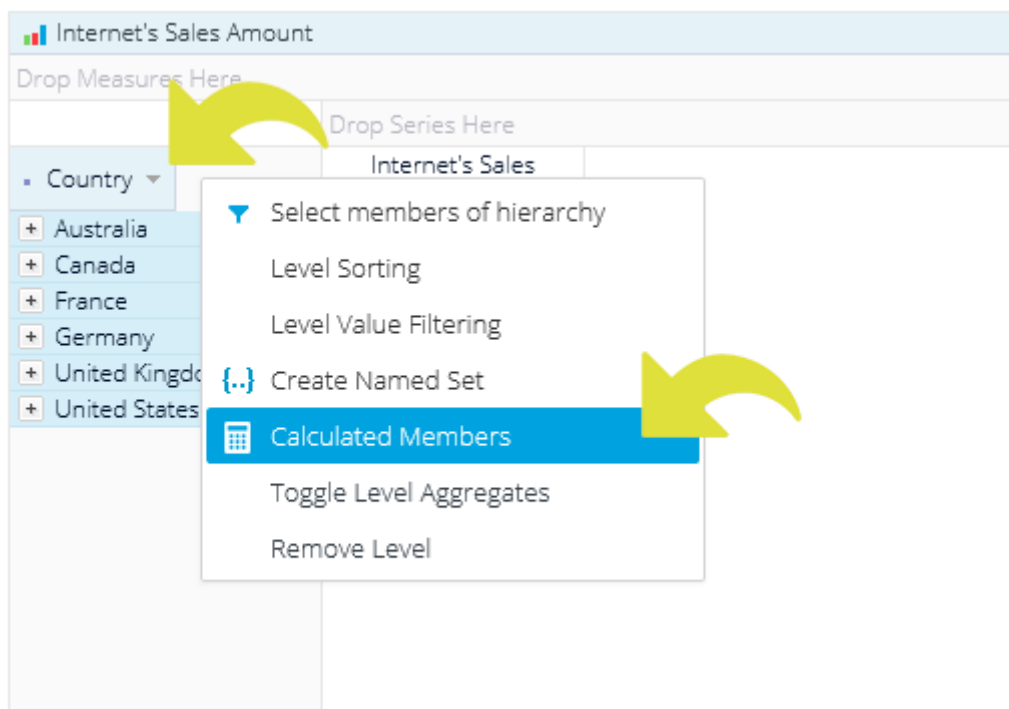 Internet's Sales Amount
Drop Measures Here
Drop Series Here
Country
Internet's Sales
Australia
Canada
France
Germany
United Kingdo
United States
Select members of hierarchy
Level Sorting
Level Value Filtering
{..} Create Named Set
Calculated Members
Toggle Level Aggregates
Remove Level